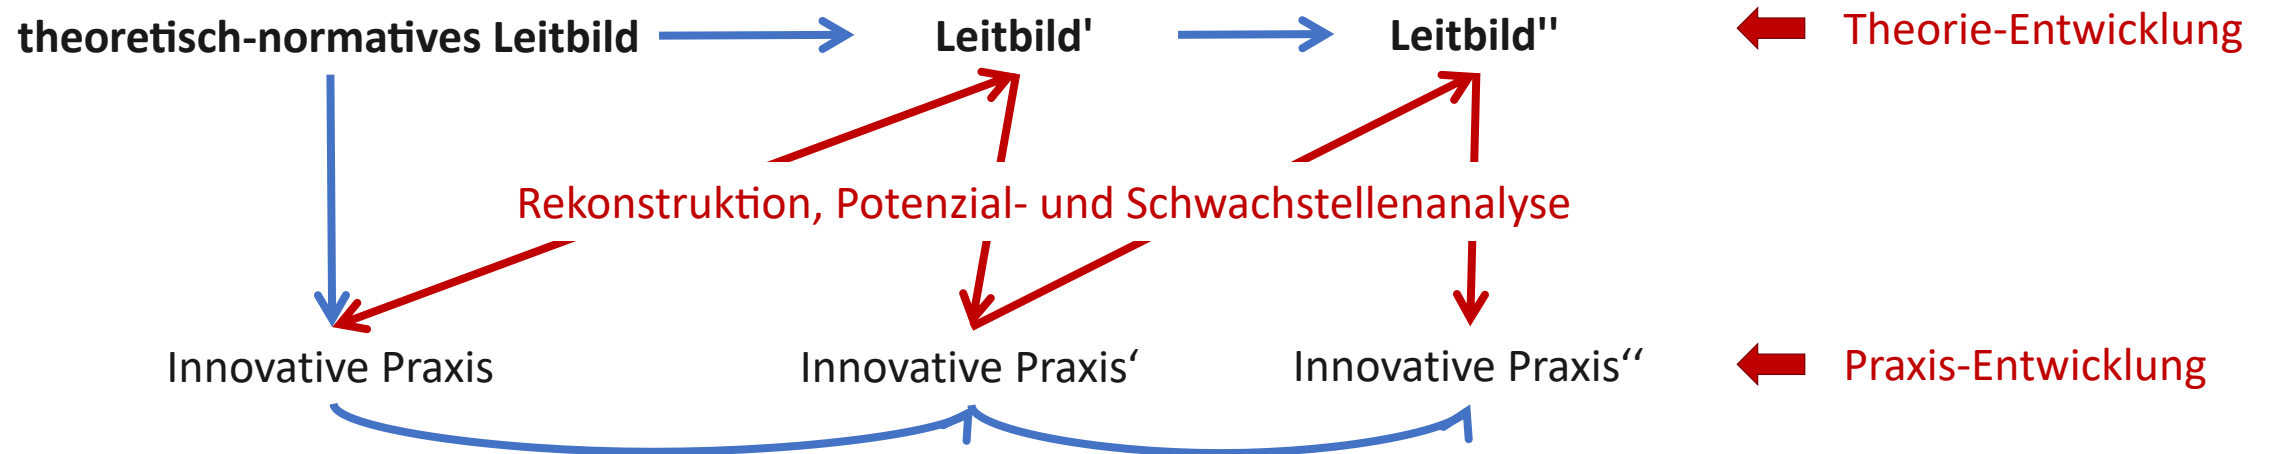 theoretisch-normatives Leitbild Leitbild' Leitbild'' Theorie-Entwicklung
Rekonstruktion, Potenzial- und Schwachstellenanalyse
Innovative Praxis Innovative Praxis‘ Innovative Praxis‘‘ Praxis-Entwicklung